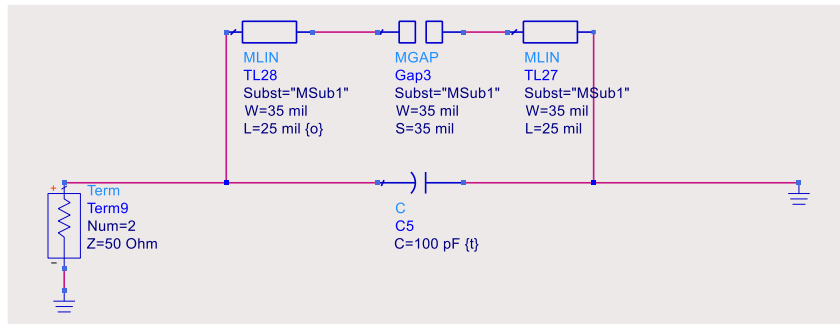 MLIN
TL28
Subst="MSub1"
W=35 mil
L=25 mil {o}
MGAP
Gap3
Subst="MSub1"
W=35 mil
S=35 mil
MLIN
TL27
Subst="MSub1"
W=35 mil
L=25 mil
+
Term
Term9
Num=2
Z=50 Ohm
-
C
C5
C=100 pF {t}